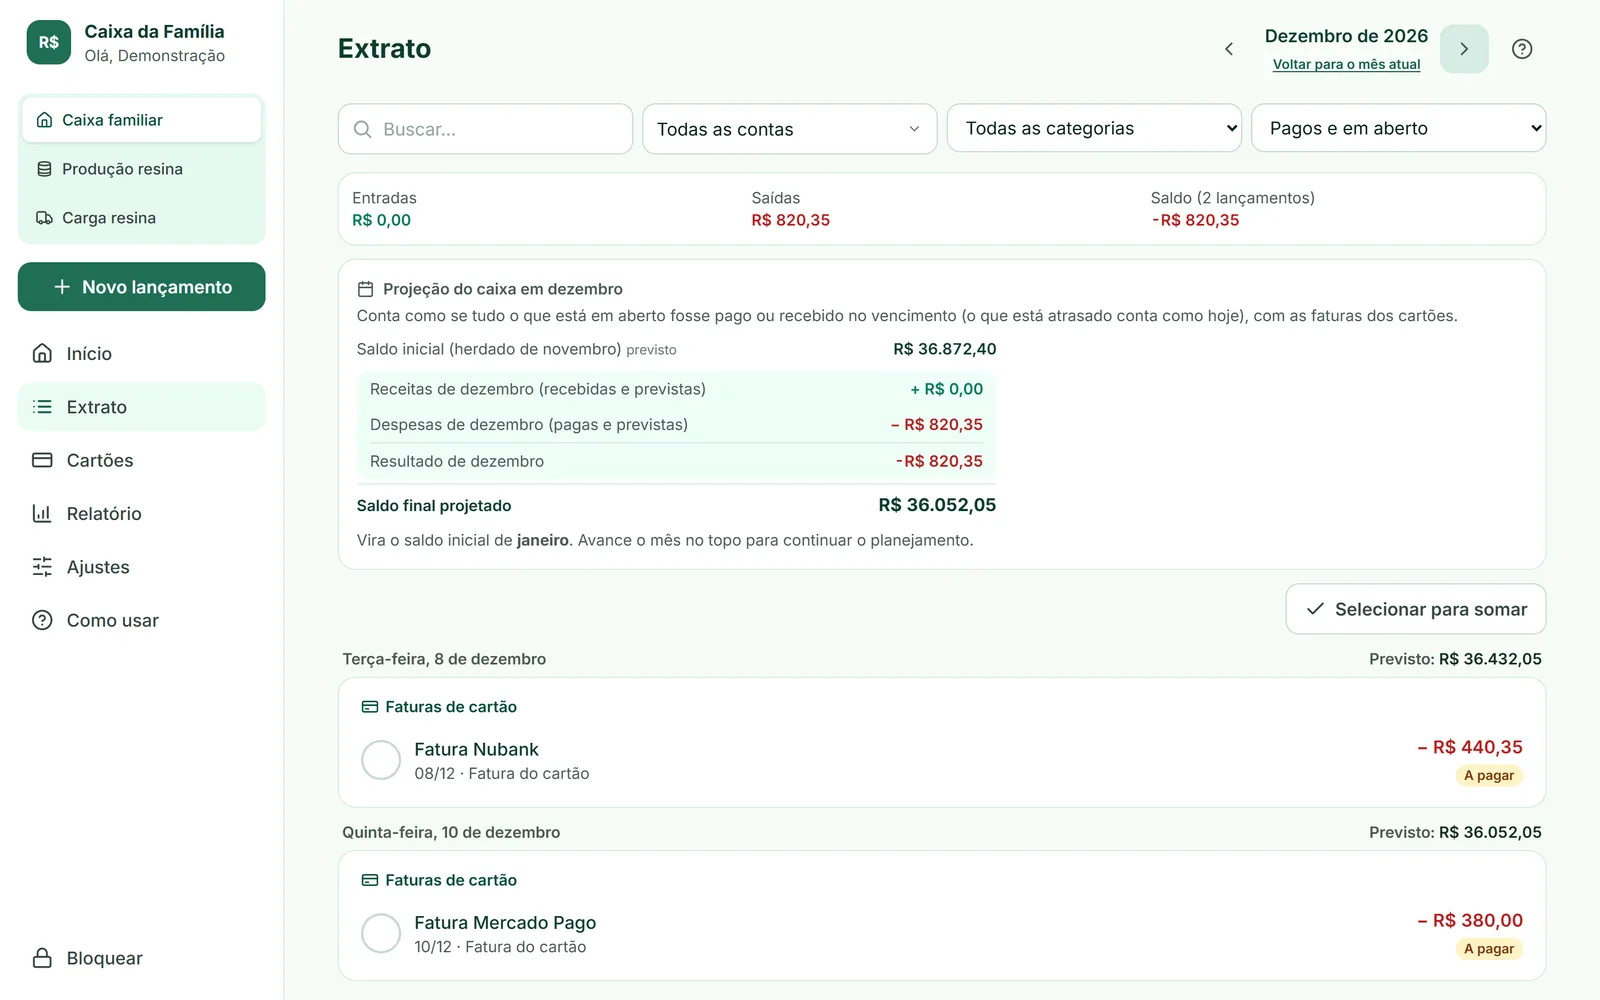 R$
Caixa da Família
Olá, Demonstração
Caixa familiar
Produção resina
Carga resina
+ Novo lançamento
Início
Extrato
Cartões
Relatório
Ajustes
Como usar
Bloquear
Extrato
Dezembro de 2026
Voltar para o mês atual
Buscar...
Todas as contas
Todas as categorias
Pagos e em aberto
Entradas
R$ 0,00
Saídas
R$ 820,35
Saldo (2 lançamentos)
-R$ 820,35
Projeção do caixa em dezembro
Conta como se tudo o que está em aberto fosse pago ou recebido no vencimento (o que está atrasado conta como hoje), com as faturas dos cartões.
Saldo inicial (herdado de novembro) previsto R$ 36.872,40
Receitas de dezembro (recebidas e previstas) + R$ 0,00
Despesas de dezembro (pagas e previstas) − R$ 820,35
Resultado de dezembro -R$ 820,35
Saldo final projetado R$ 36.052,05
Vira o saldo inicial de janeiro. Avance o mês no topo para continuar o planejamento.
Selecionar para somar
Terça-feira, 8 de dezembro Previsto: R$ 36.432,05
Faturas de cartão
Fatura Nubank − R$ 440,35
08/12 · Fatura do cartão A pagar
Quinta-feira, 10 de dezembro Previsto: R$ 36.052,05
Faturas de cartão
Fatura Mercado Pago − R$ 380,00
10/12 · Fatura do cartão A pagar